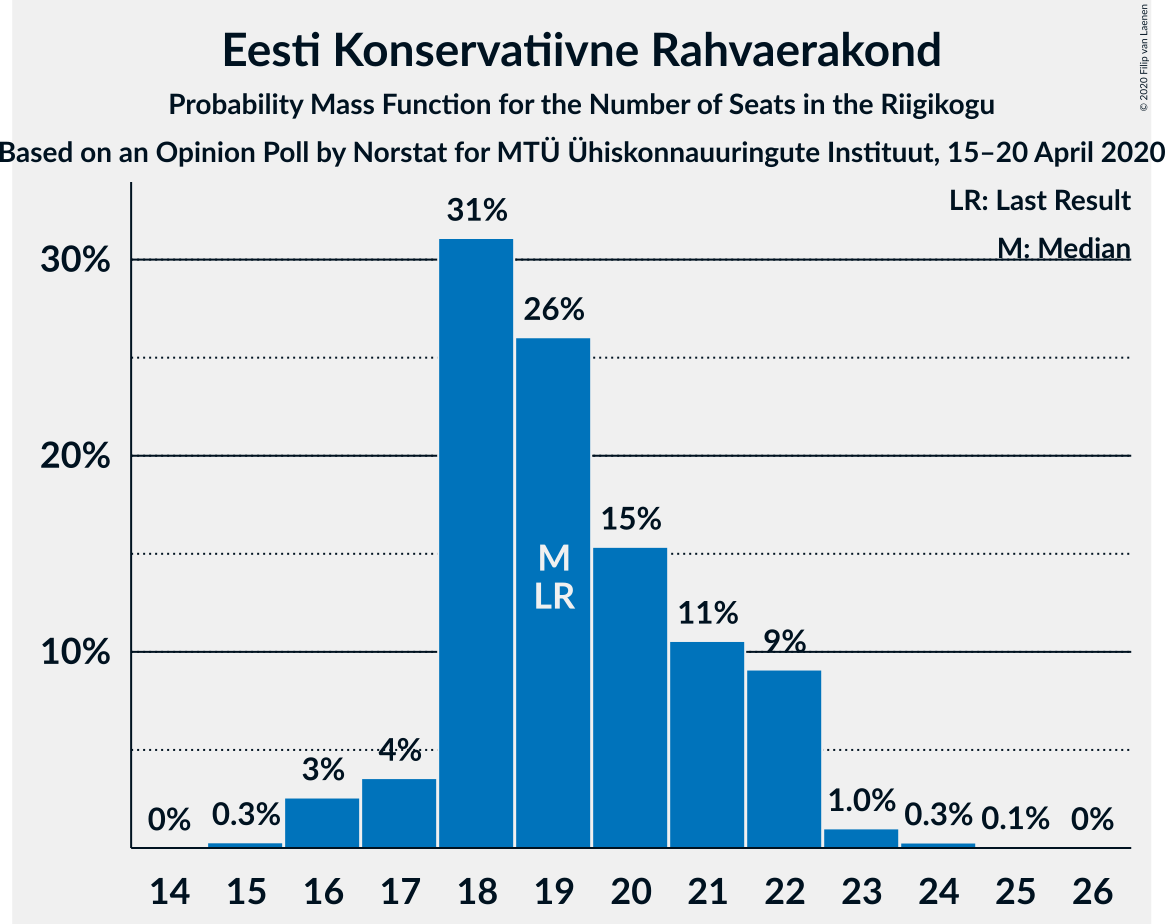 Eesti Konservatiivne Rahvaerakond
Probability Mass Function for the Number of Seats in the Riigikogu
Based on an Opinion Poll by Norstat for MTÜ Ühiskonnauuringute Instituut, 15–20 April 2020
© 2020 Filip van Laenen
LR: Last Result
M: Median
30%
20%
10%
0%
0.3%
3%
4%
31%
26%
15%
11%
9%
1.0%
0.3%
0.1%
0%
M
LR
14 15 16 17 18 19 20 21 22 23 24 25 26